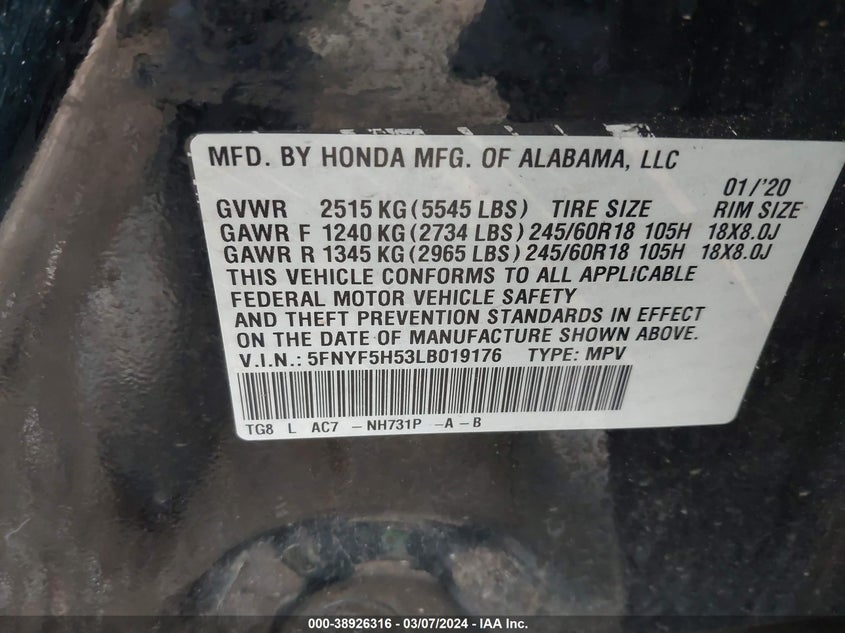 MFD. BY HONDA MFG. OF ALABAMA, LLC
01/'20
GVWR 2515 KG (5545 LBS) TIRE SIZE RIM SIZE
GAWR F 1240 KG (2734 LBS) 245/60R18 105H 18X8.0J
GAWR R 1345 KG (2965 LBS) 245/60R18 105H 18X8.0J
THIS VEHICLE CONFORMS TO ALL APPLICABLE
FEDERAL MOTOR VEHICLE SAFETY
AND THEFT PREVENTION STANDARDS IN EFFECT
ON THE DATE OF MANUFACTURE SHOWN ABOVE.
V.I.N.: 5FNYF5H53LB019176 TYPE: MPV
TG8 L AC7 -NH731P -A-B
000-38926316 - 03/07/2024 - IAA Inc.